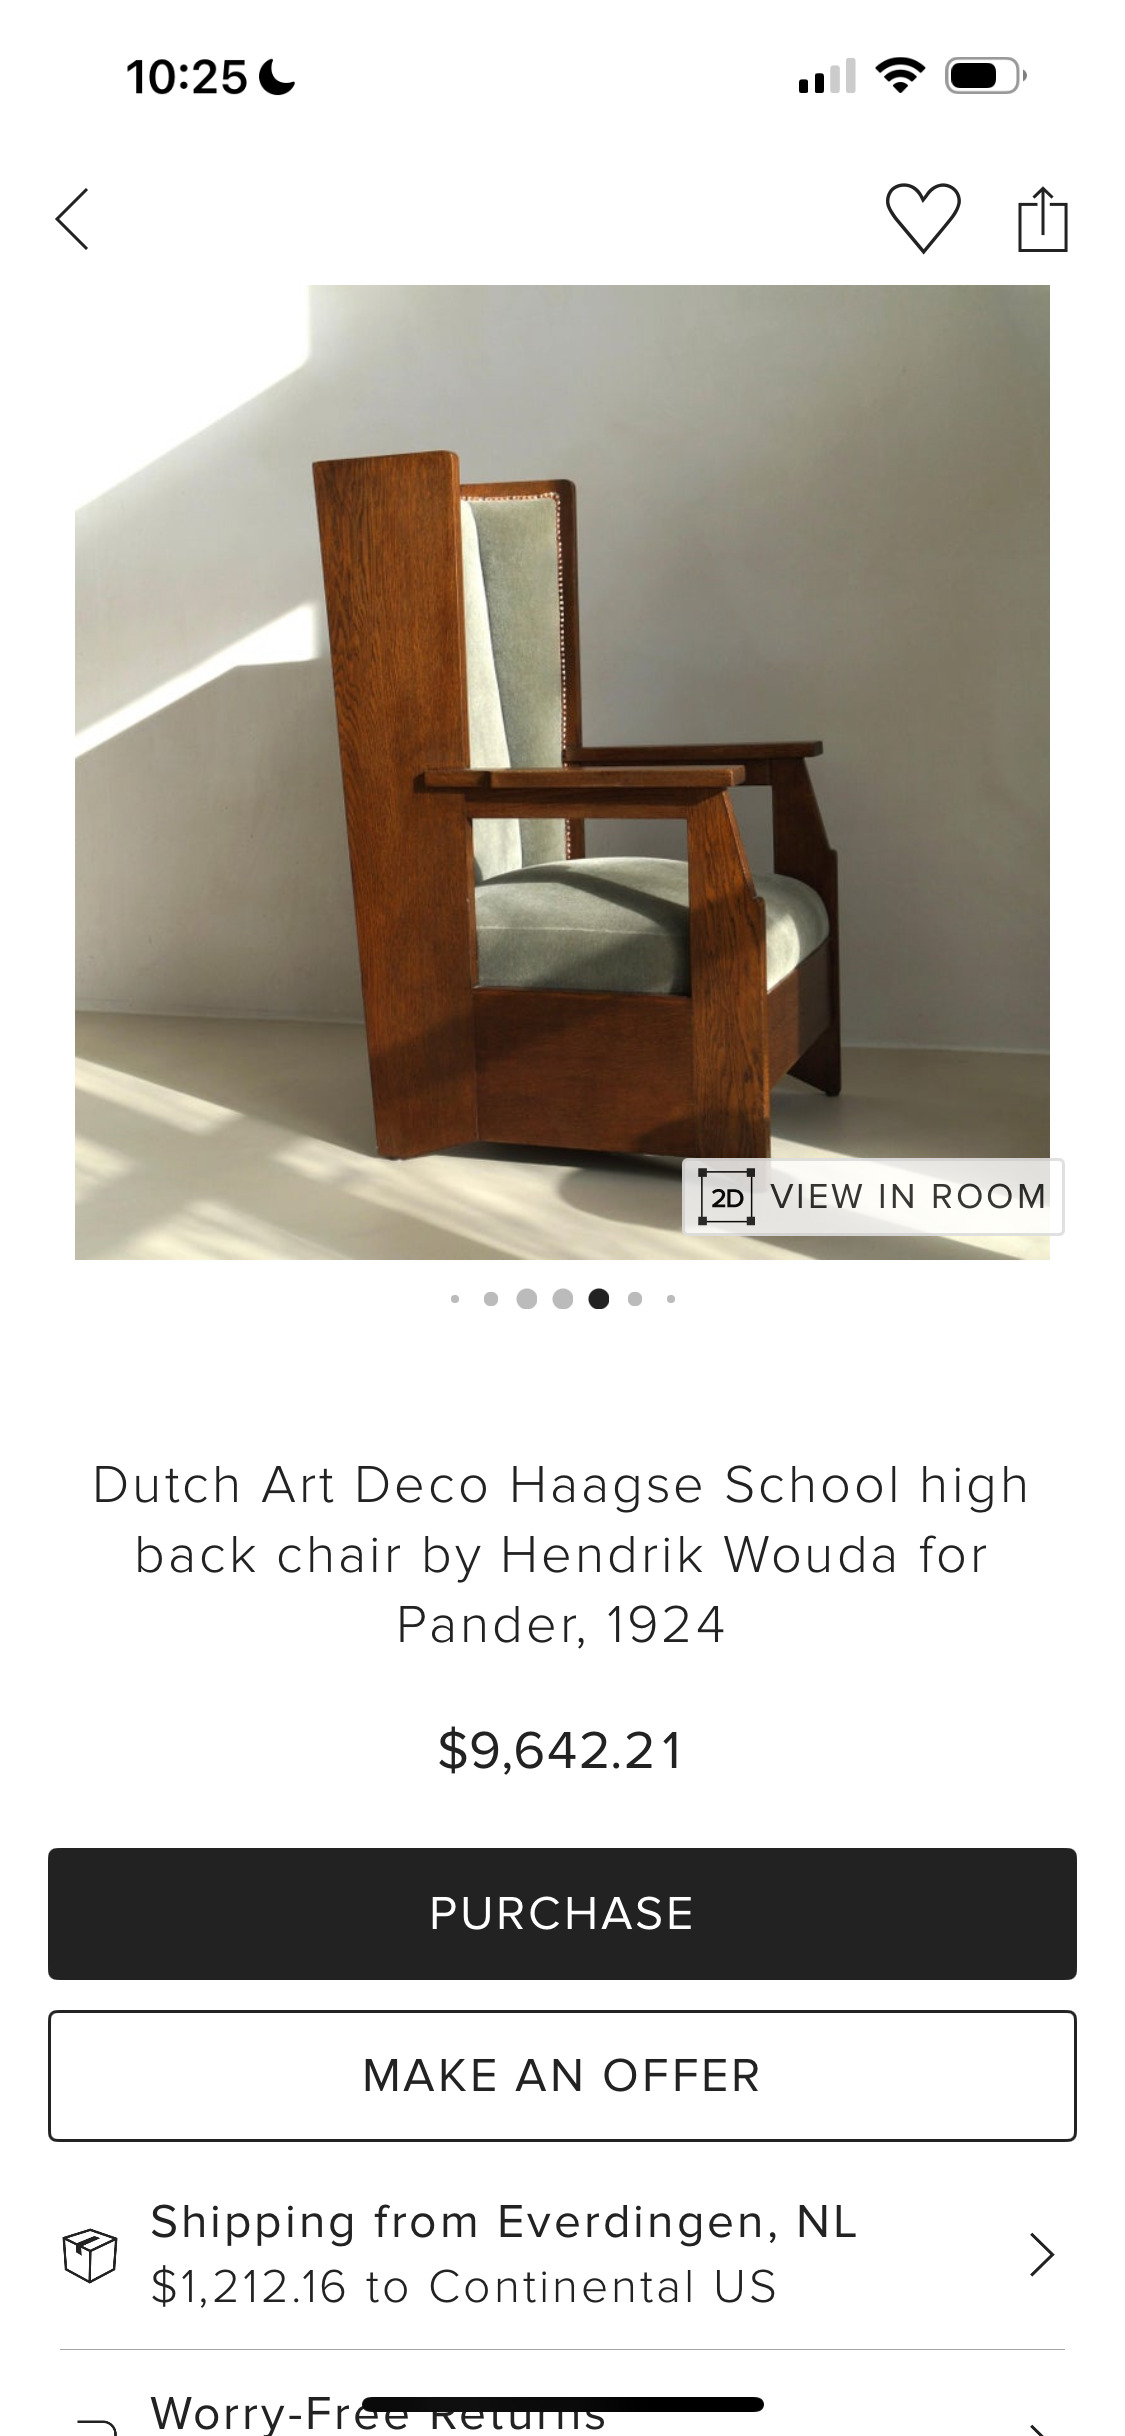 10:25
2D VIEW IN ROOM
Dutch Art Deco Haagse School high
back chair by Hendrik Wouda for
Pander, 1924
$9,642.21
PURCHASE
MAKE AN OFFER
Shipping from Everdingen, NL
$1,212.16 to Continental US
Worry-Free Returns